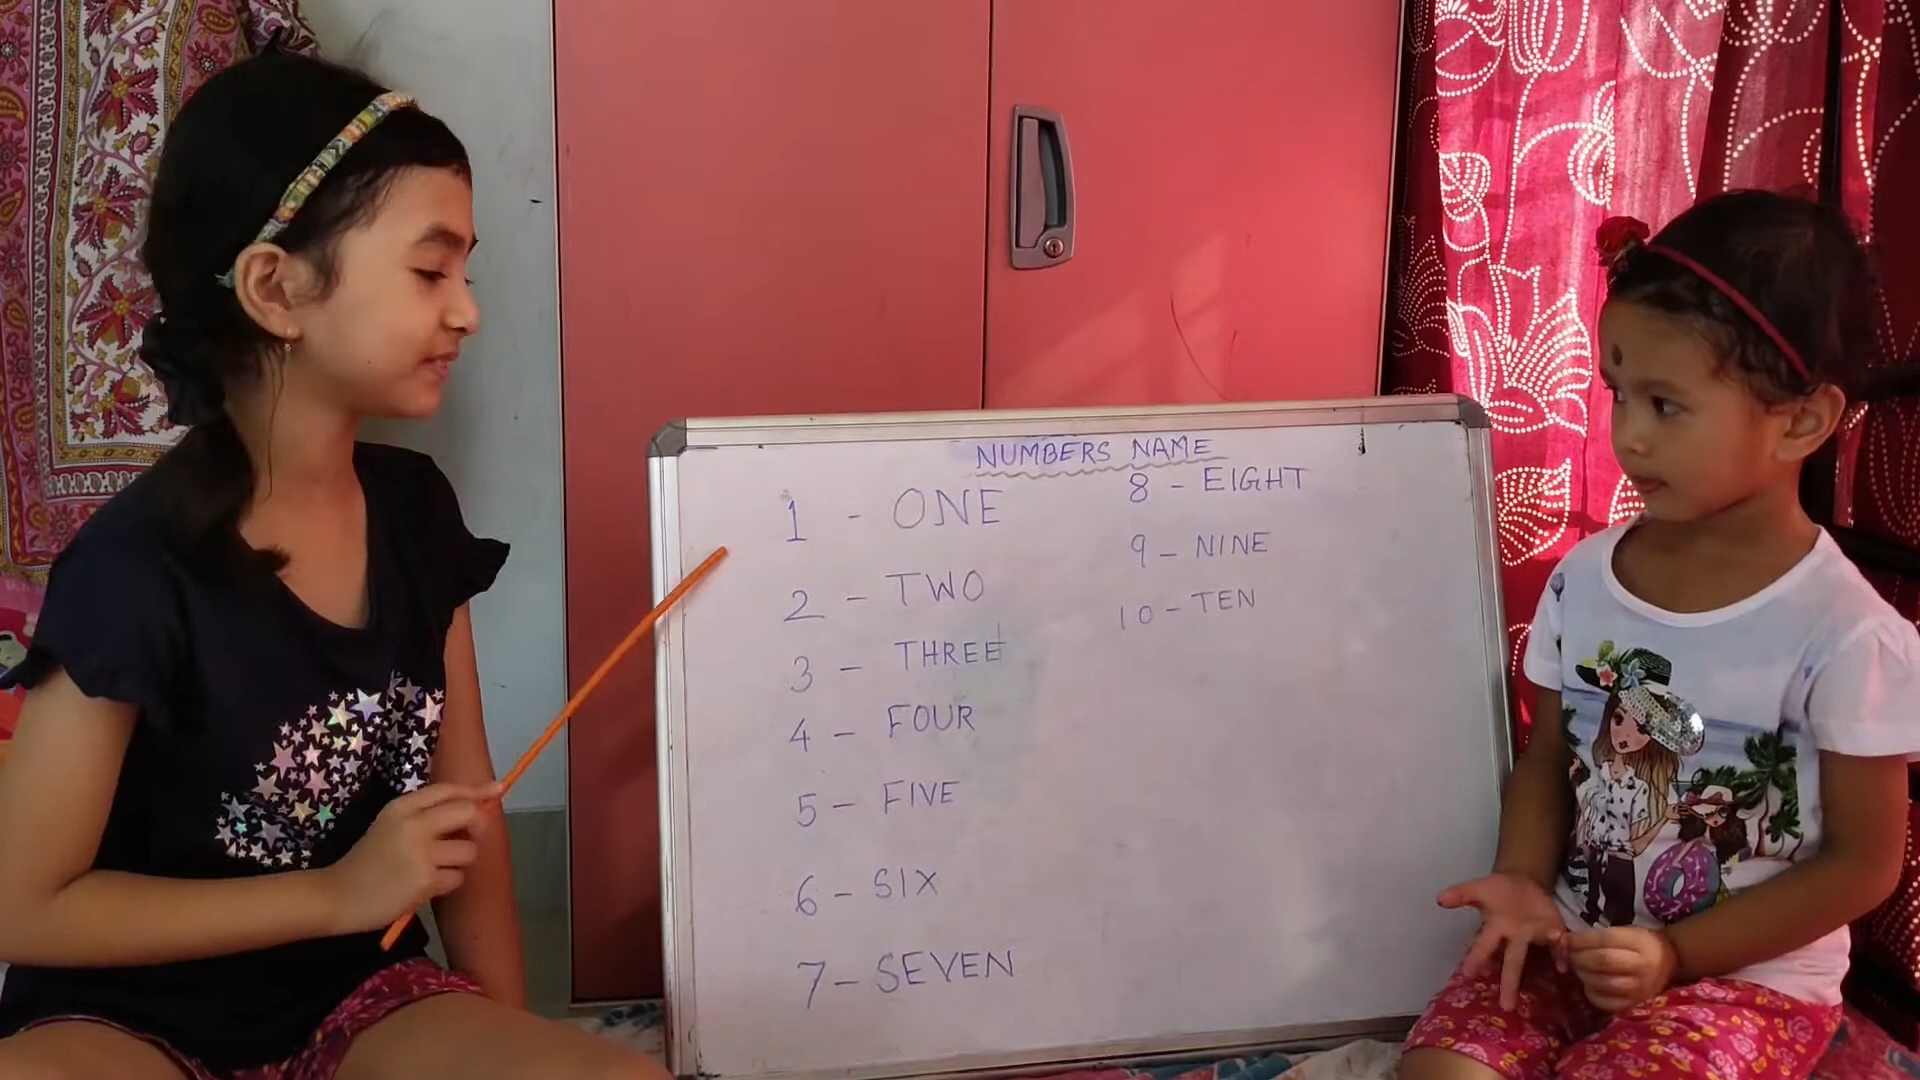 NUMBERS NAME
1 - ONE
2 - TWO
3 - THREE
4 - FOUR
5 - FIVE
6 - SIX
7 - SEVEN
8 - EIGHT
9 - NINE
10 - TEN